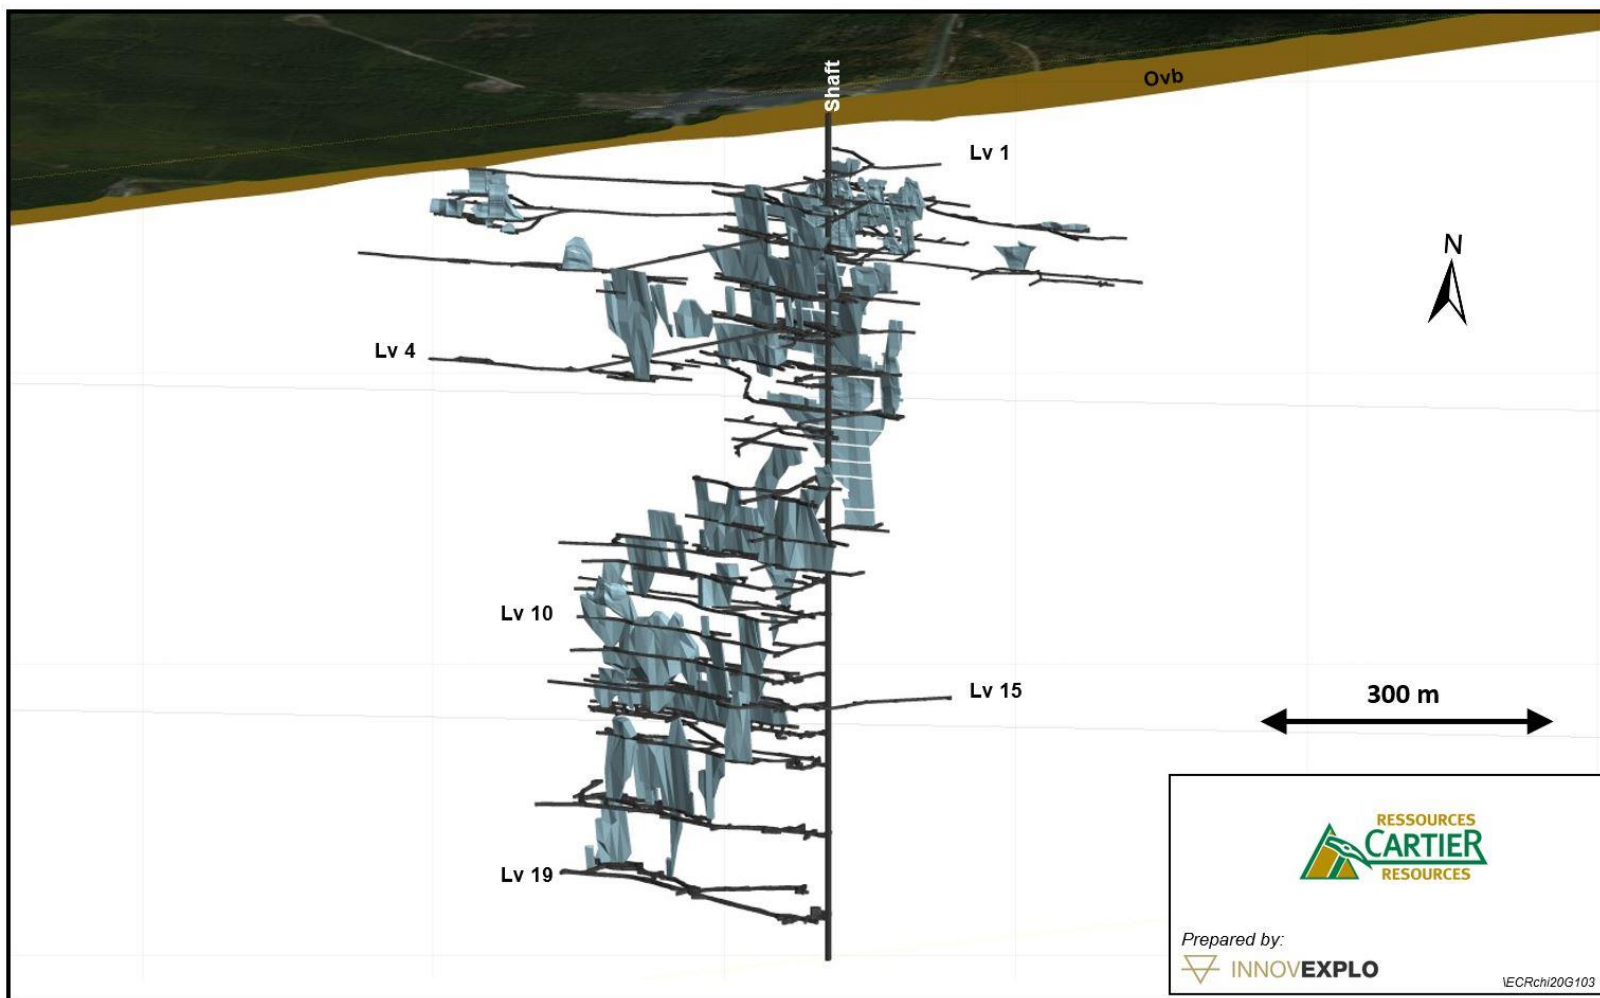 Shaft
Ovb
Lv 1
N
Lv 4
Lv 10
Lv 15
300 m
Lv 19
RESSOURCES
CARTIER
RESOURCES
Prepared by:
INNOVEXPLO
\ECRchi20G103